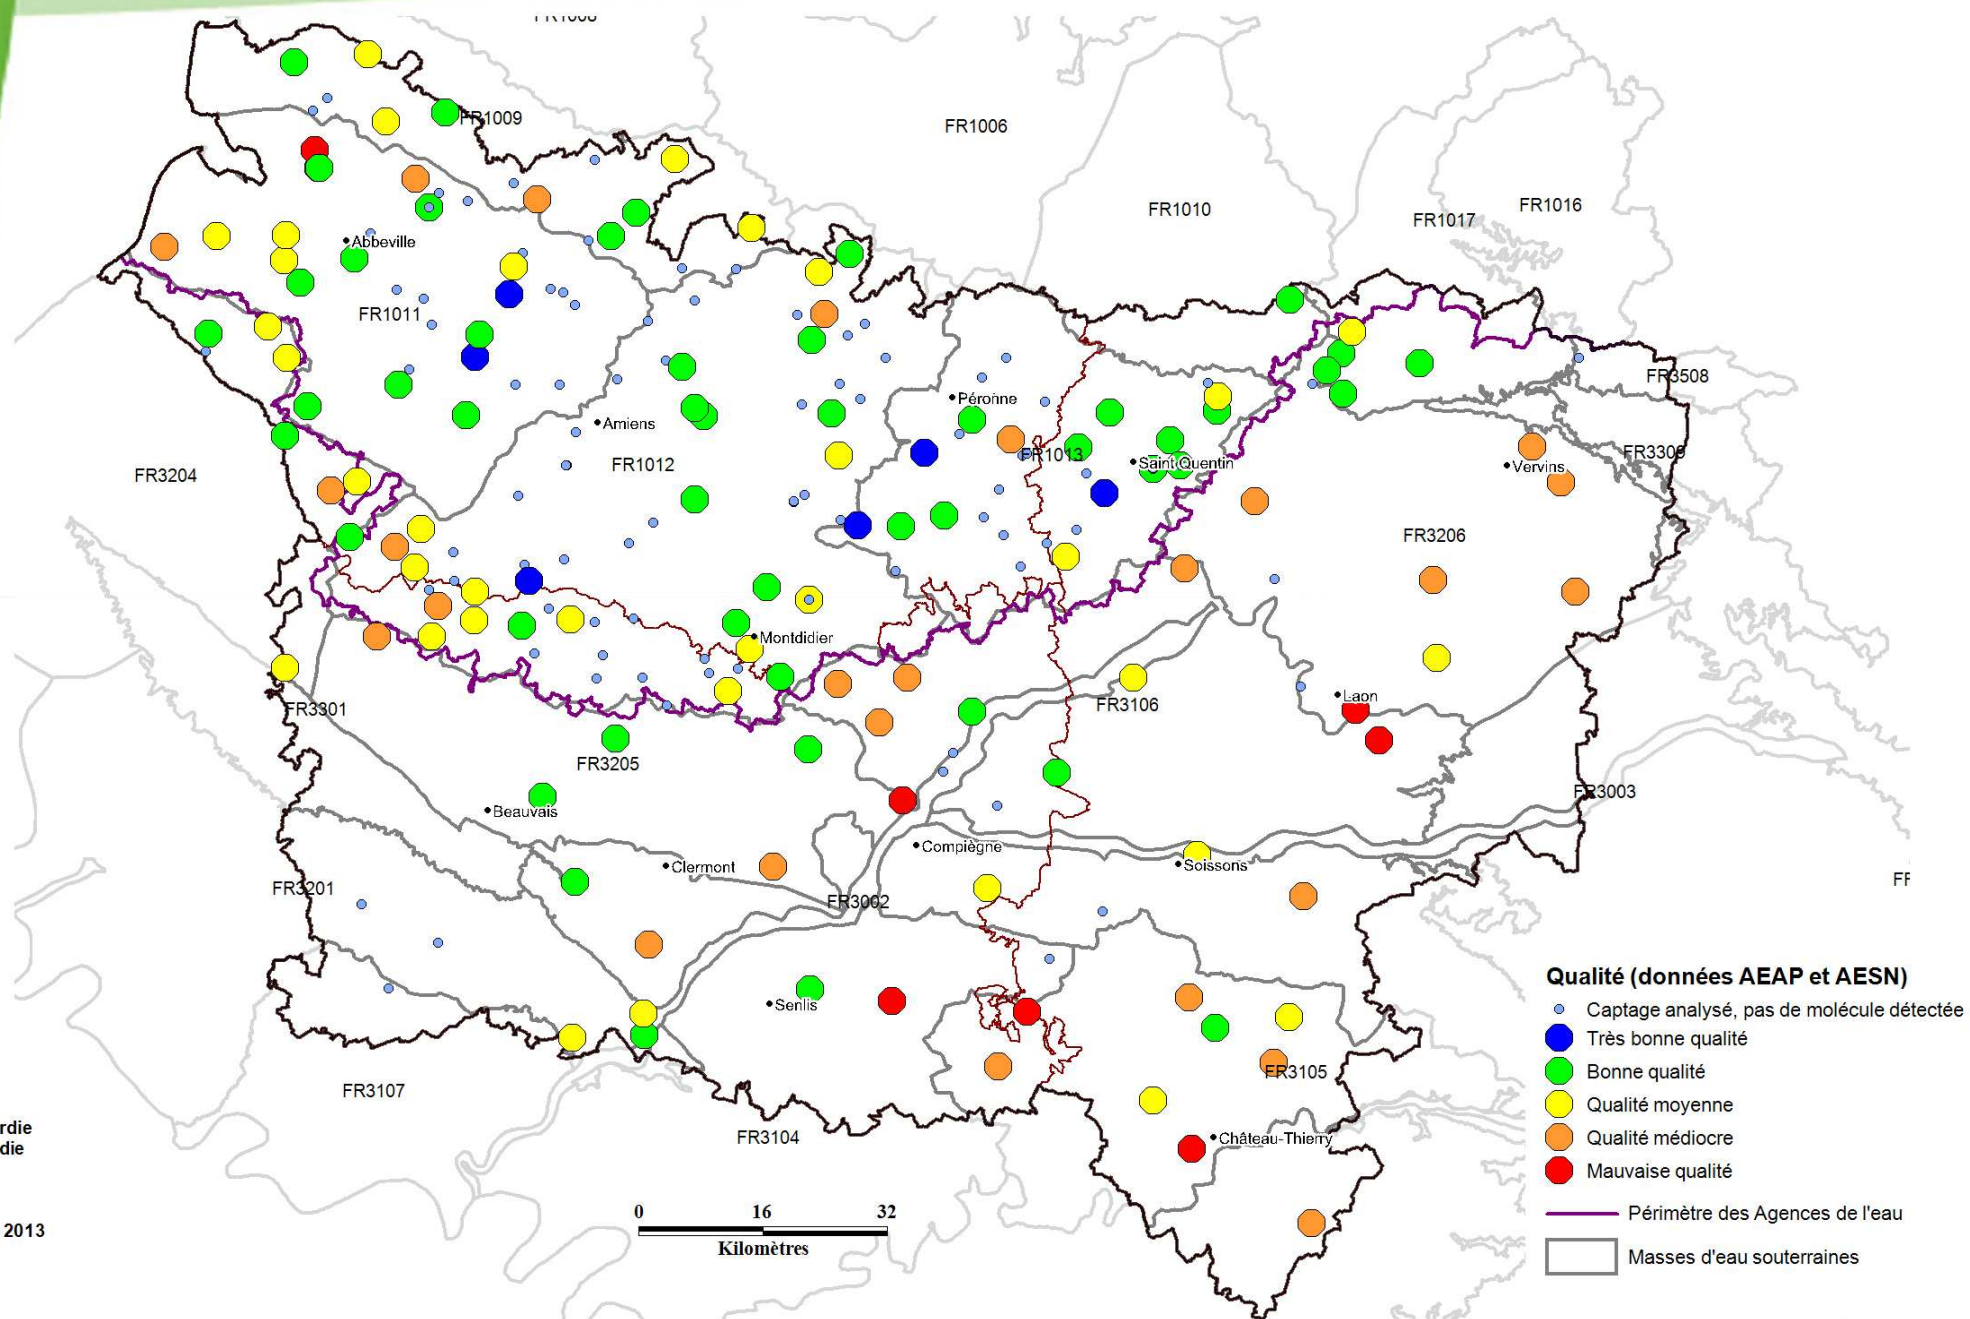 FR1009
FR1006
FR1010
FR1017
FR1016
Abbeville
FR1011
FR3508
Péronne
Amiens
FR1012
FR1013
Saint Quentin
FR3204
Vervins
FR3309
FR3206
Montdidier
FR3301
FR3106
Laon
FR3205
Beauvais
FR3003
Compiègne
Clermont
Soissons
FR3201
FR3002
Senlis
FR3107
FR3105
FR3104
Château-Thierry
rdie
die
2013
0 16 32
Kilomètres
Qualité (données AEAP et AESN)
Captage analysé, pas de molécule détectée
Très bonne qualité
Bonne qualité
Qualité moyenne
Qualité médiocre
Mauvaise qualité
Périmètre des Agences de l'eau
Masses d'eau souterraines